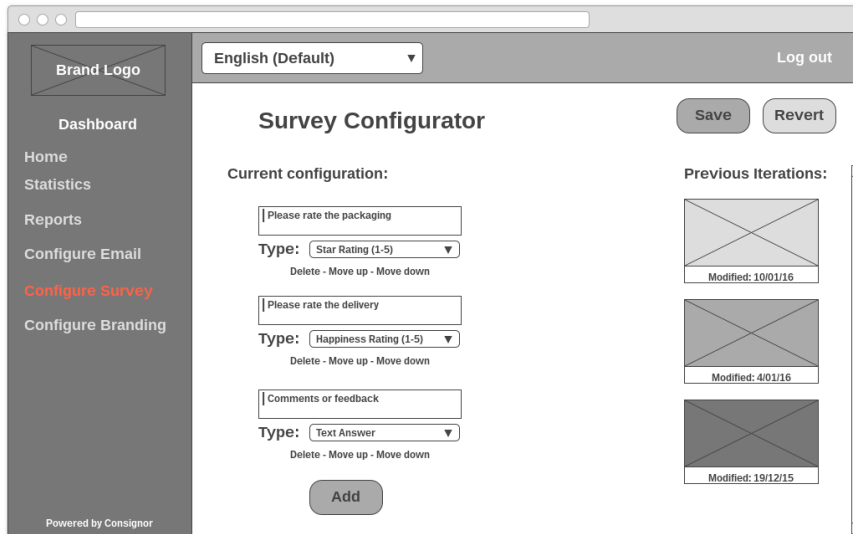 English (Default)
Log out
Brand Logo
Dashboard
Home
Statistics
Reports
Configure Email
Configure Survey
Configure Branding
Powered by Consignor
Survey Configurator
Save
Revert
Current configuration:
Please rate the packaging
Type: Star Rating (1-5)
Delete - Move up - Move down
Please rate the delivery
Type: Happiness Rating (1-5)
Delete - Move up - Move down
Comments or feedback
Type: Text Answer
Delete - Move up - Move down
Add
Previous Iterations:
Modified: 10/01/16
Modified: 4/01/16
Modified: 19/12/15